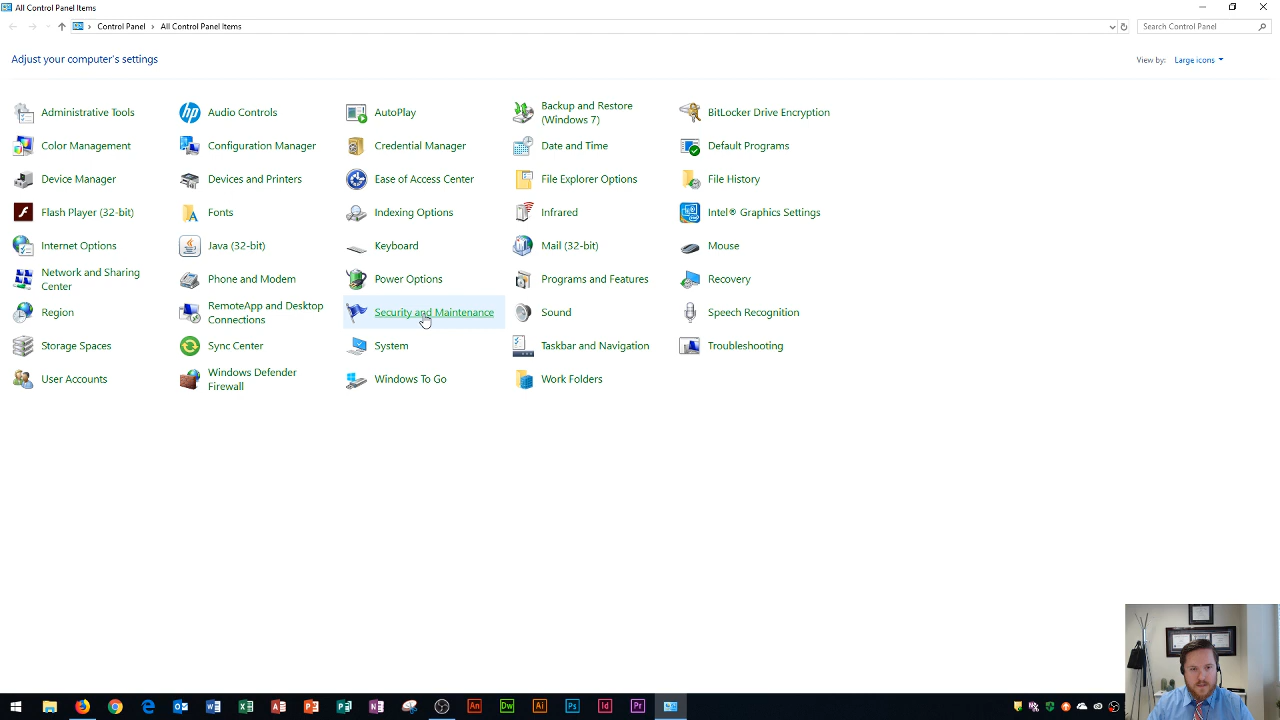 All Control Panel Items
Control Panel > All Control Panel Items
Search Control Panel
Adjust your computer's settings
View by: Large icons
Administrative Tools
Audio Controls
AutoPlay
Backup and Restore
(Windows 7)
BitLocker Drive Encryption
Color Management
Configuration Manager
Credential Manager
Date and Time
Default Programs
Device Manager
Devices and Printers
Ease of Access Center
File Explorer Options
File History
Flash Player (32-bit)
Fonts
Indexing Options
Infrared
Intel® Graphics Settings
Internet Options
Java (32-bit)
Keyboard
Mail (32-bit)
Mouse
Network and Sharing
Center
Phone and Modem
Power Options
Programs and Features
Recovery
Region
RemoteApp and Desktop
Connections
Security and Maintenance
Sound
Speech Recognition
Storage Spaces
Sync Center
System
Taskbar and Navigation
Troubleshooting
User Accounts
Windows Defender
Firewall
Windows To Go
Work Folders
An
Dw
Ai
Ps
Id
Pr